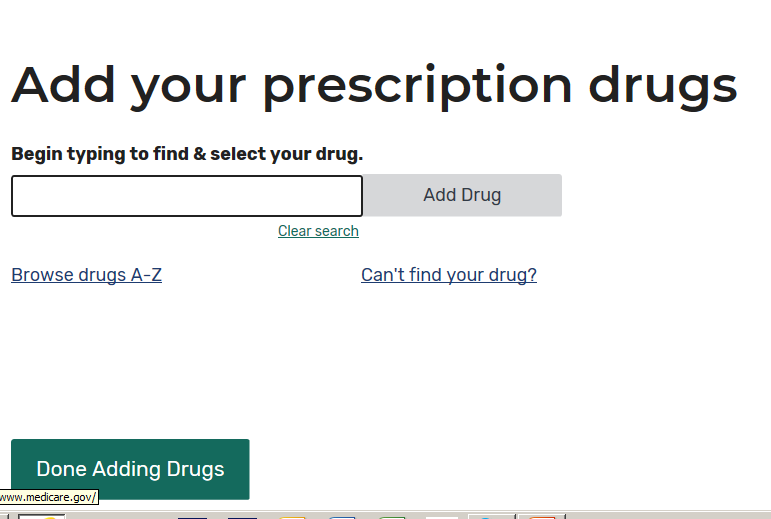 Add your prescription drugs
Begin typing to find & select your drug.
Add Drug
Clear search
Browse drugs A-Z
Can't find your drug?
Done Adding Drugs
www.medicare.gov/